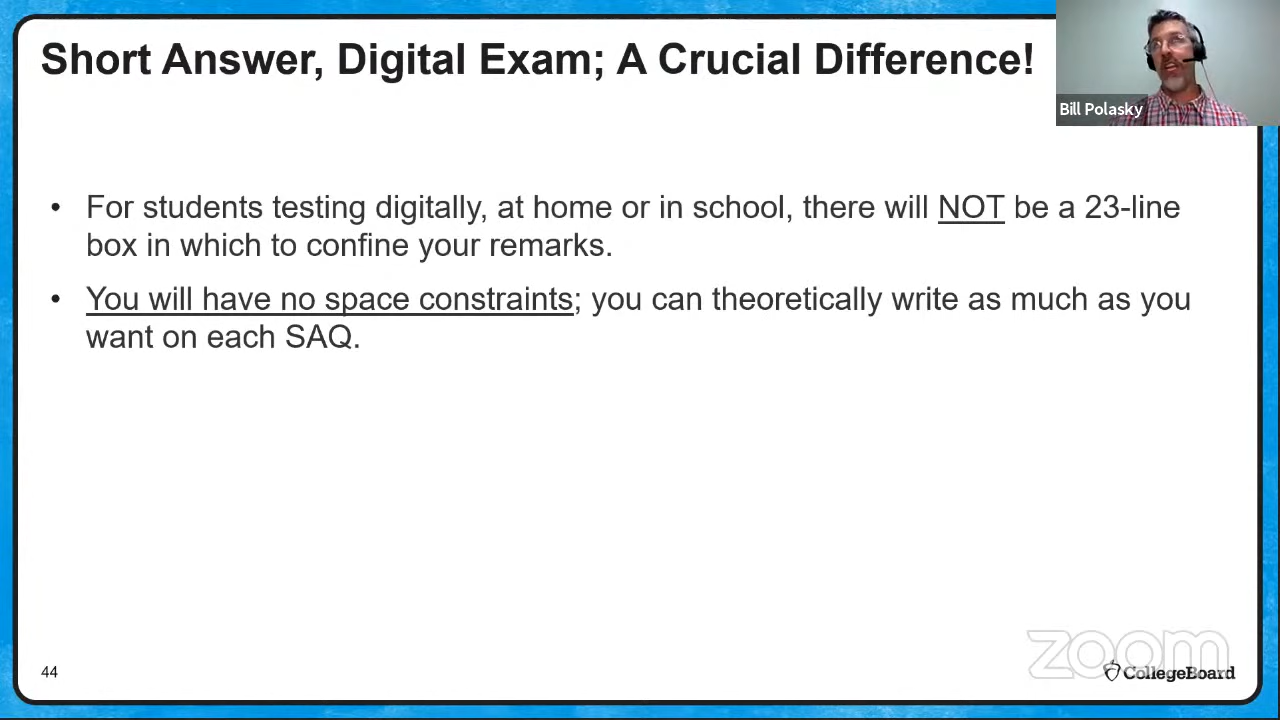 Short Answer, Digital Exam; A Crucial Difference!
Bill Polasky
• For students testing digitally, at home or in school, there will NOT be a 23-line
box in which to confine your remarks.
• You will have no space constraints; you can theoretically write as much as you
want on each SAQ.
zoom
44
CollegeBoard